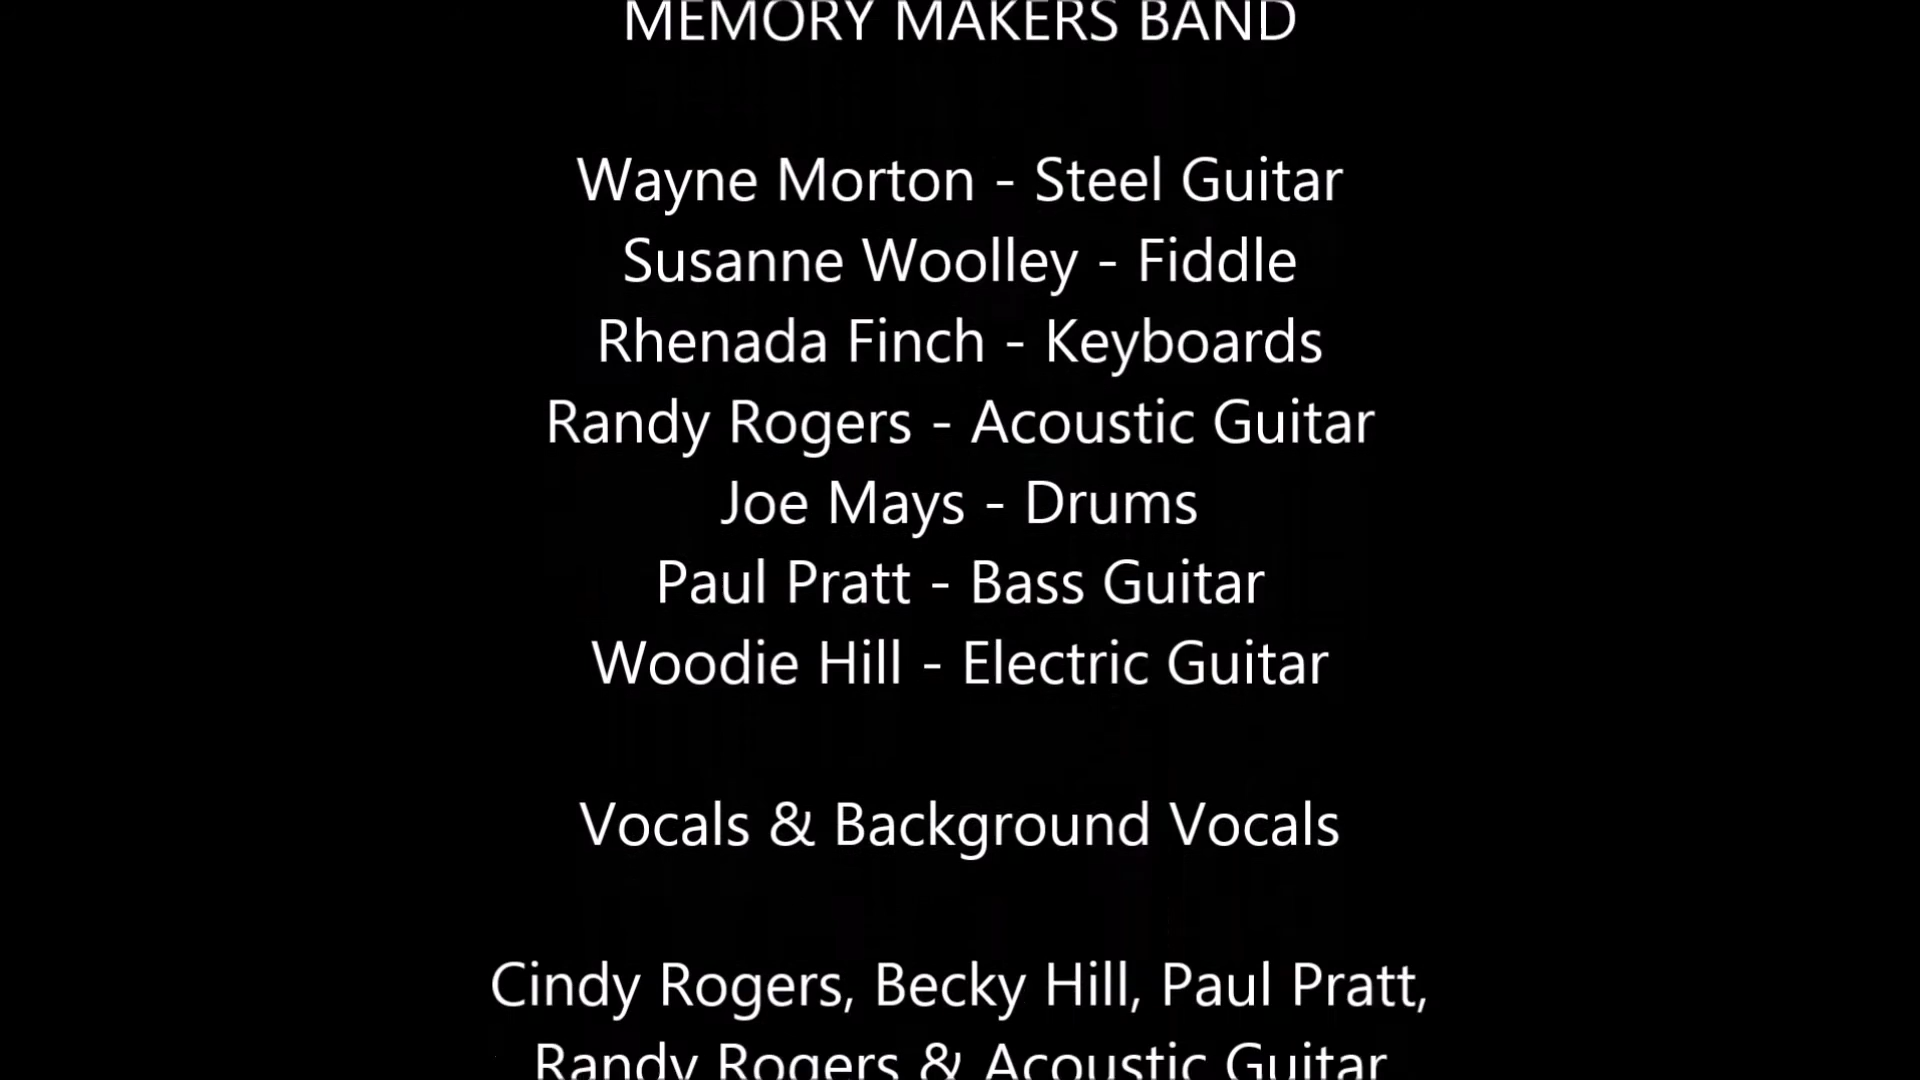 MEMORY MAKERS BAND
Wayne Morton - Steel Guitar
Susanne Woolley - Fiddle
Rhenada Finch - Keyboards
Randy Rogers - Acoustic Guitar
Joe Mays - Drums
Paul Pratt - Bass Guitar
Woodie Hill - Electric Guitar
Vocals & Background Vocals
Cindy Rogers, Becky Hill, Paul Pratt,
Randy Rogers & Acoustic Guitar